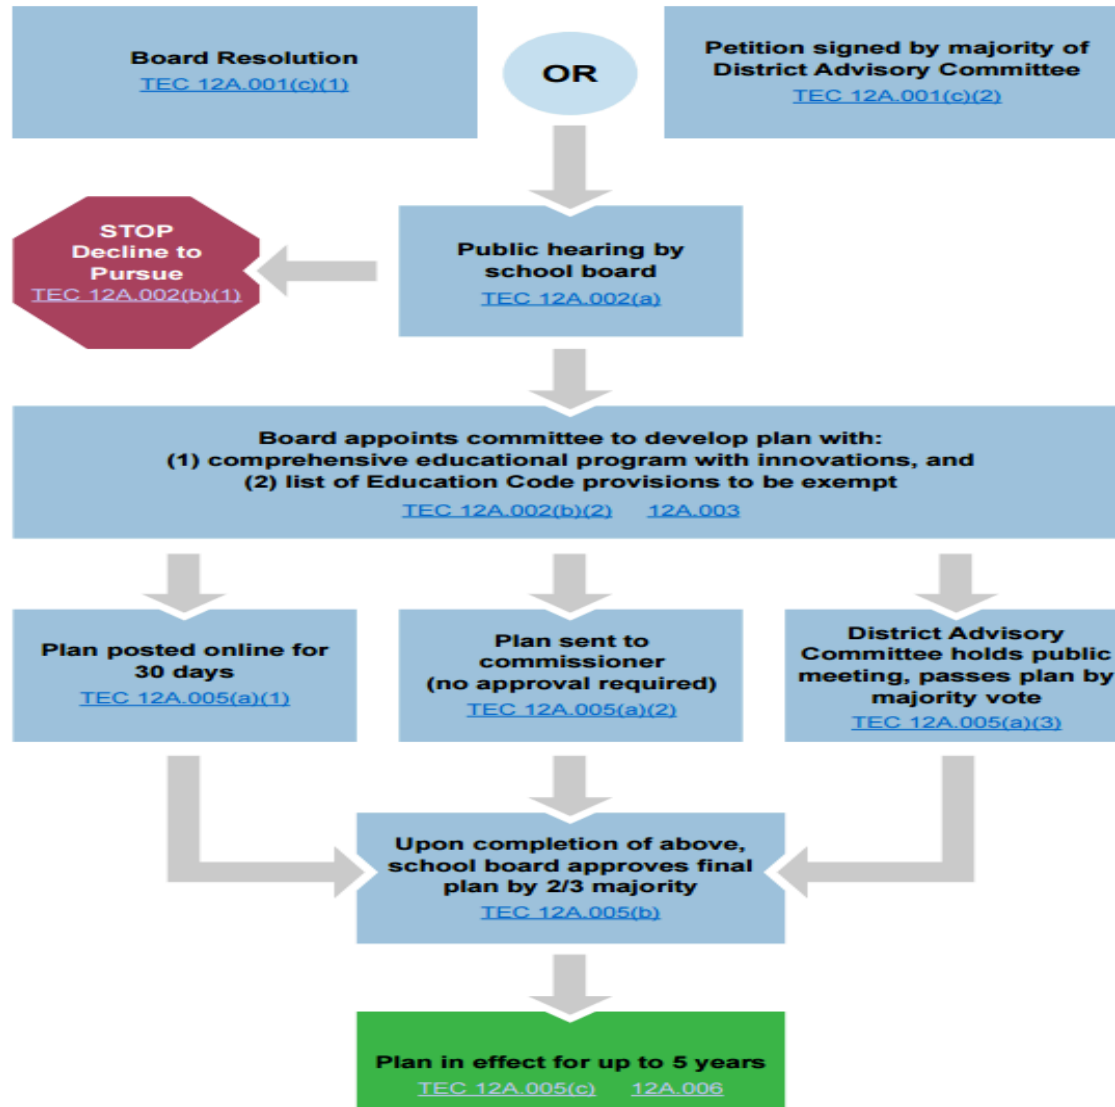 Board Resolution
TEC 12A.001(c)(1)
OR
Petition signed by majority of
District Advisory Committee
TEC 12A.001(c)(2)
STOP
Decline to
Pursue
TEC 12A.002(b)(1)
Public hearing by
school board
TEC 12A.002(a)
Board appoints committee to develop plan with:
(1) comprehensive educational program with innovations, and
(2) list of Education Code provisions to be exempt
TEC 12A.002(b)(2) 12A.003
Plan posted online for
30 days
TEC 12A.005(a)(1)
Plan sent to
commissioner
(no approval required)
TEC 12A.005(a)(2)
District Advisory
Committee holds public
meeting, passes plan by
majority vote
TEC 12A.005(a)(3)
Upon completion of above,
school board approves final
plan by 2/3 majority
TEC 12A.005(b)
Plan in effect for up to 5 years
TEC 12A.005(c) 12A.006